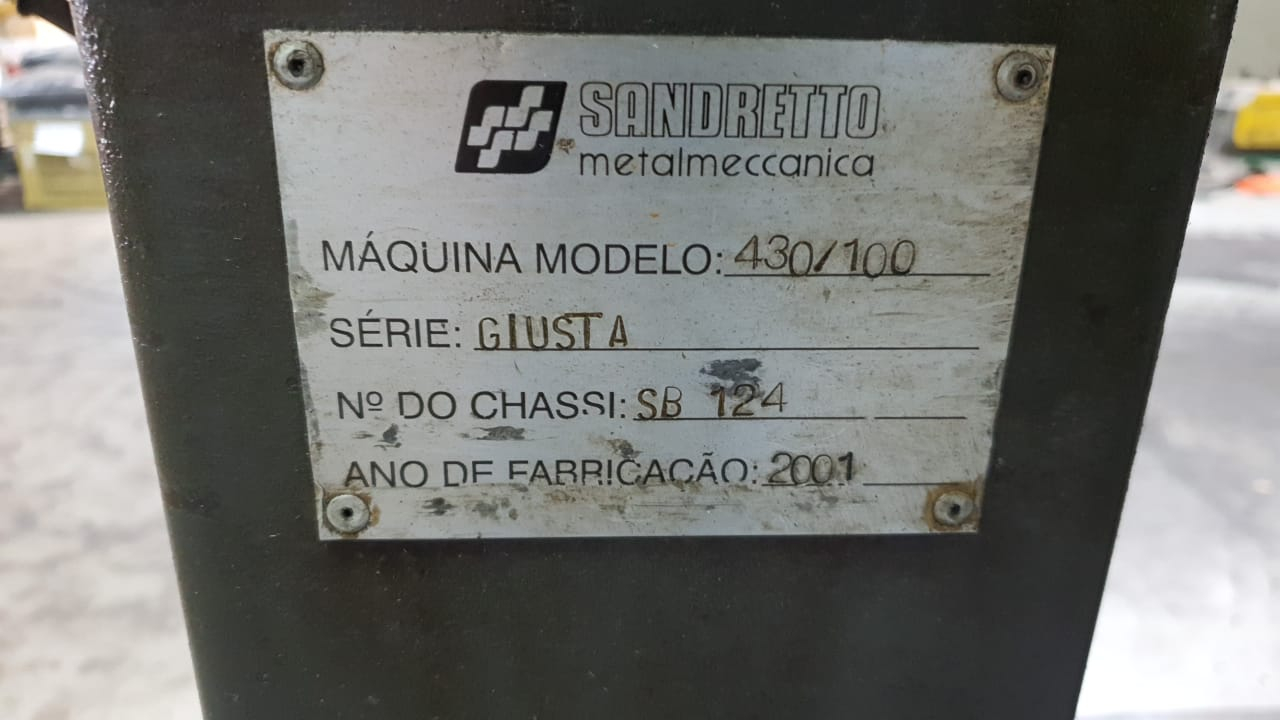 SANDRETTO
metalmeccanica
MÁQUINA MODELO: 430/100
SÉRIE: GIUSTA
Nº DO CHASSI: SB 124
ANO DE FABRICAÇÃO: 2001